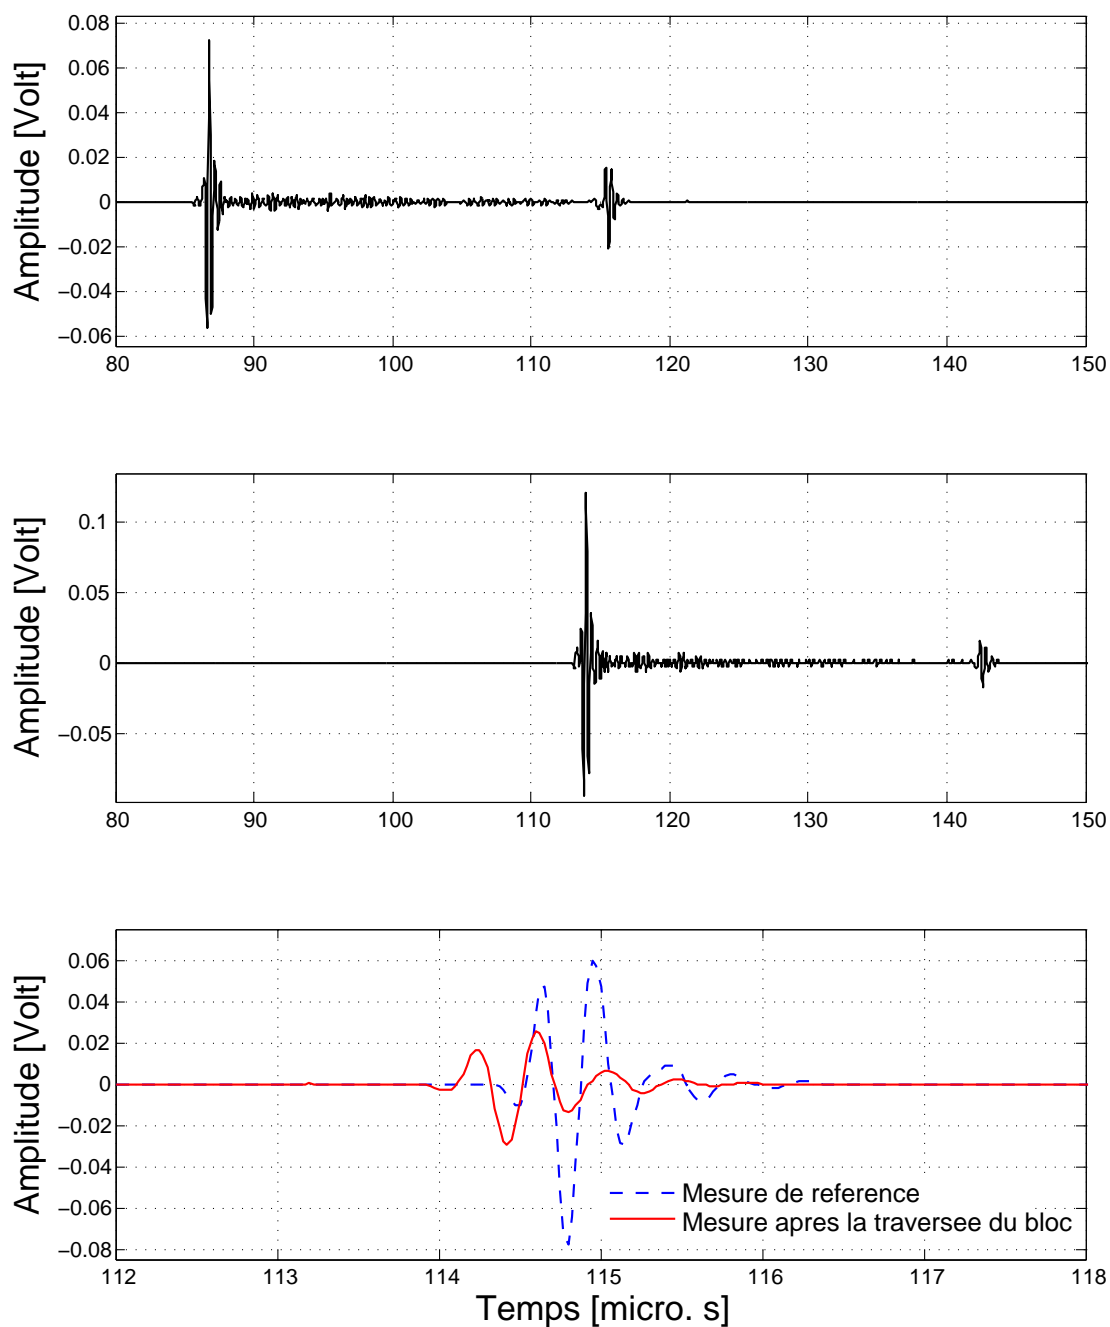 0.08
0.06
0.04
0.02
0
−0.02
−0.04
−0.06
Amplitude [Volt]
80 90 100 110 120 130 140 150
0.1
0.05
0
−0.05
Amplitude [Volt]
80 90 100 110 120 130 140 150
0.06
0.04
0.02
0
−0.02
−0.04
−0.06
−0.08
Amplitude [Volt]
Mesure de reference
Mesure apres la traversee du bloc
112 113 114 115 116 117 118
Temps [micro. s]